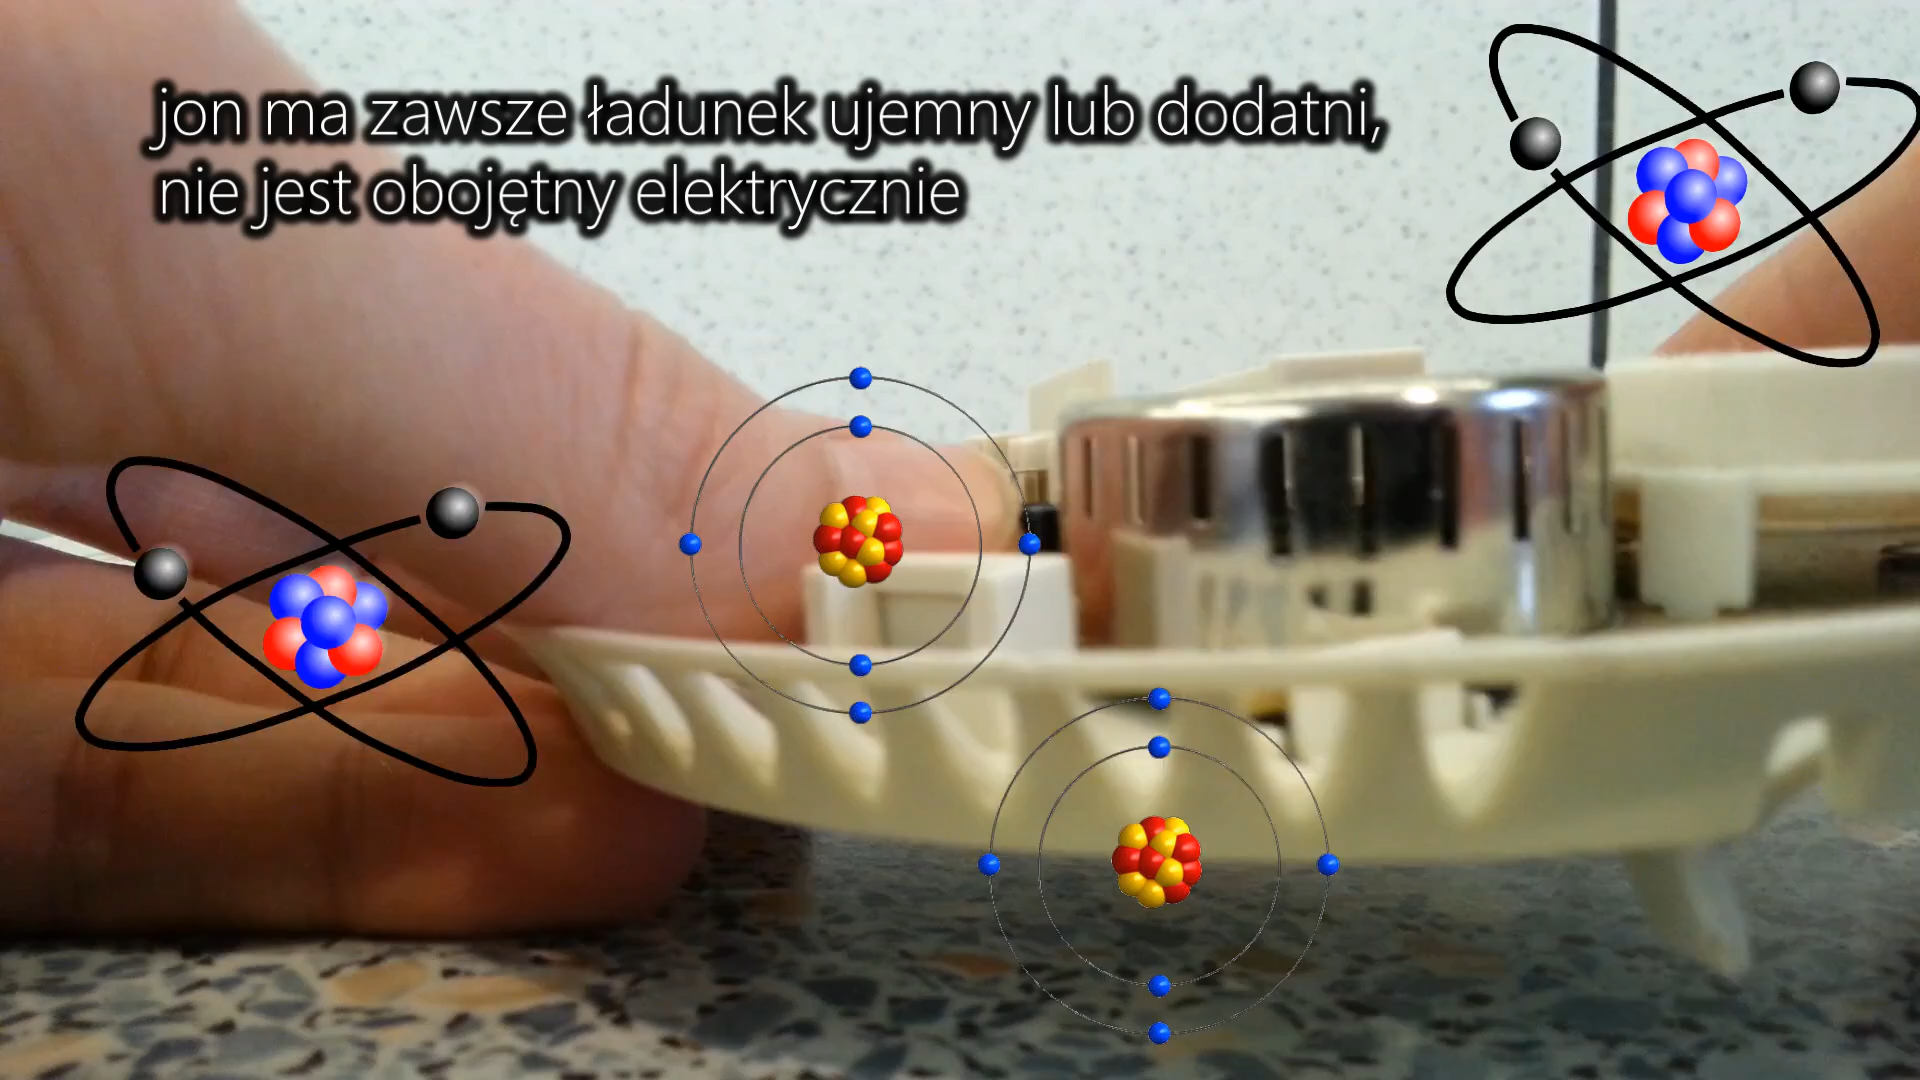 jon ma zawsze ładunek ujemny lub dodatni,
nie jest obojętny elektrycznie